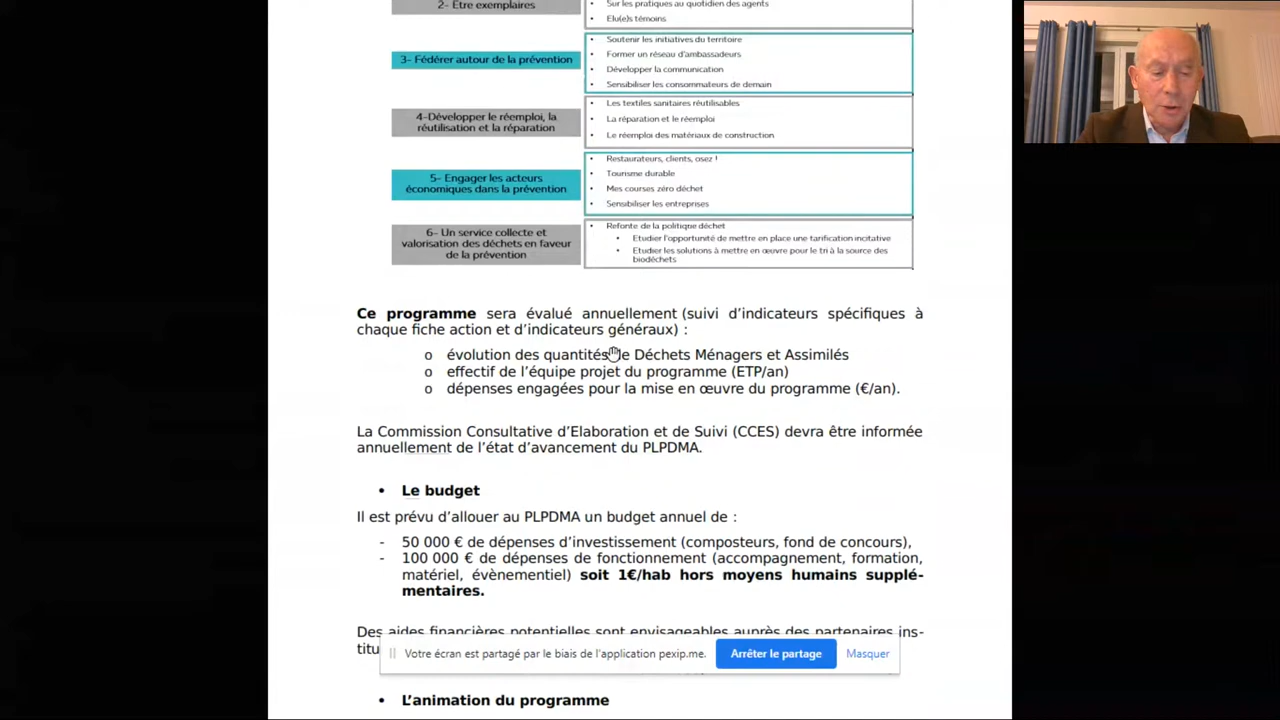 2- Etre exemplaires
• Sur les pratiques au quotidien des agents
• Elu(e)s témoins
3- Fédérer autour de la prévention
• Soutenir les initiatives du territoire
• Former un réseau d'ambassadeurs
• Développer la communication
• Sensibiliser les consommateurs de demain
4-Développer le réemploi, la
réutilisation et la réparation
• Les textiles sanitaires réutilisables
• La réparation et le réemploi
• Le réemploi des matériaux de construction
5- Engager les acteurs
économiques dans la prévention
• Restaurateurs, clients, osez !
• Tourisme durable
• Mes courses zéro déchet
• Sensibiliser les entreprises
6- Un service collecte et
valorisation des déchets en faveur
de la prévention
• Refonte de la politique déchet
• Etudier l'opportunité de mettre en place une tarification incitative
• Etudier les solutions à mettre en œuvre pour le tri à la source des
biodéchets
Ce programme sera évalué annuellement (suivi d'indicateurs spécifiques à
chaque fiche action et d'indicateurs généraux) :
o évolution des quantités de Déchets Ménagers et Assimilés
o effectif de l'équipe projet du programme (ETP/an)
o dépenses engagées pour la mise en œuvre du programme (€/an).
La Commission Consultative d'Elaboration et de Suivi (CCES) devra être informée
annuellement de l'état d'avancement du PLPDMA.
• Le budget
Il est prévu d'allouer au PLPDMA un budget annuel de :
- 50 000 € de dépenses d'investissement (composteurs, fond de concours),
- 100 000 € de dépenses de fonctionnement (accompagnement, formation,
matériel, évènementiel) soit 1€/hab hors moyens humains supplé-
mentaires.
Des aides financières potentielles sont envisageables auprès des partenaires ins-
titu
Votre écran est partagé par le biais de l'application pexip.me. Arrêter le partage Masquer
• L'animation du programme